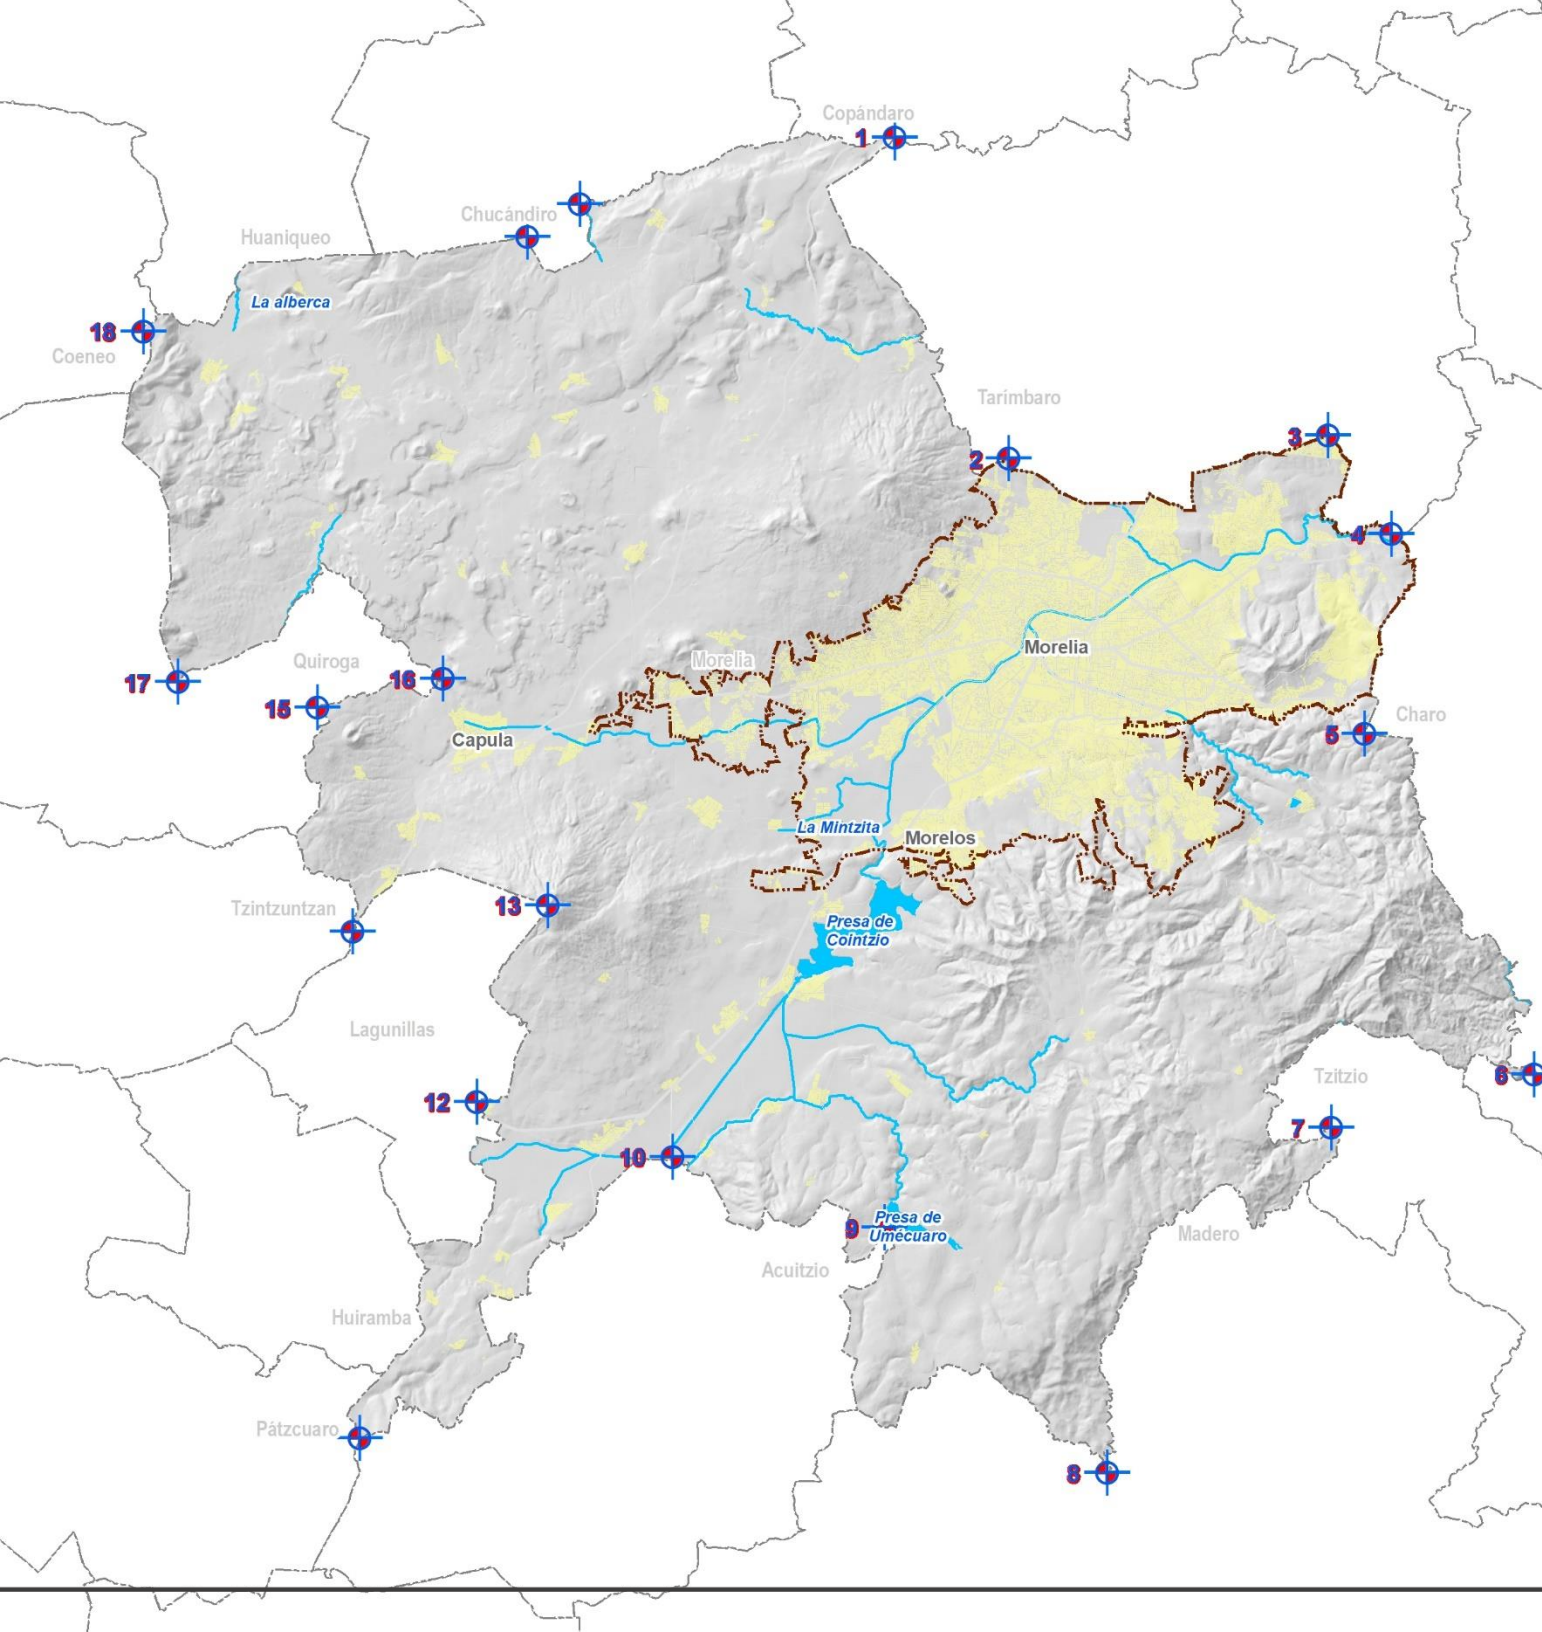 Copándaro
1
Chucándiro
Huaniqueo
La alberca
18
Coeneo
Tarímbaro
2
3
4
Morelia
Morelia
Quiroga
16
17
15
Capula
Charo
5
La Mintzita
Morelos
13
Tzintzuntzan
Presa de
Cointzio
Lagunillas
6
Tzitzio
12
7
10
Presa de
Umécuaro
9
Madero
Acuitzio
Huiramba
Pátzcuaro
8